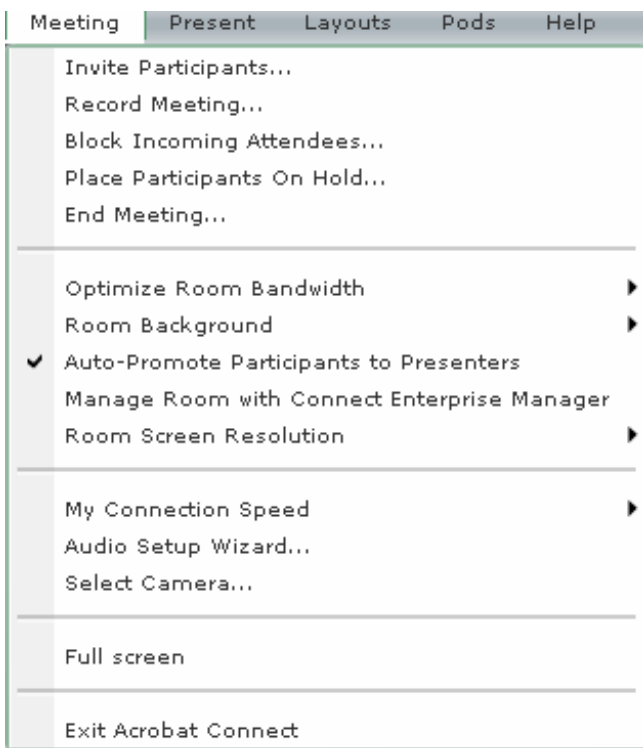 Meeting Present Layouts Pods Help
Invite Participants...
Record Meeting...
Block Incoming Attendees...
Place Participants On Hold...
End Meeting...
Optimize Room Bandwidth
Room Background
Auto-Promote Participants to Presenters
Manage Room with Connect Enterprise Manager
Room Screen Resolution
My Connection Speed
Audio Setup Wizard...
Select Camera...
Full screen
Exit Acrobat Connect